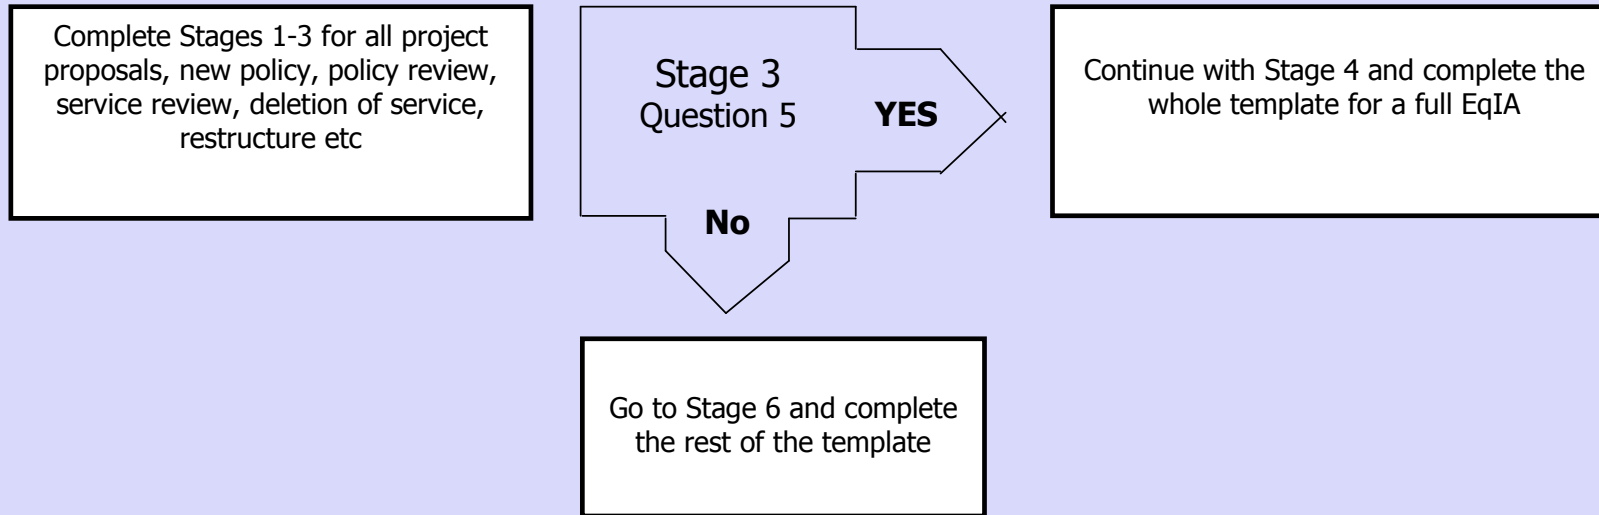 Complete Stages 1-3 for all project
proposals, new policy, policy review,
service review, deletion of service,
restructure etc
Stage 3
Question 5
YES
No
Continue with Stage 4 and complete the
whole template for a full EqIA
Go to Stage 6 and complete
the rest of the template